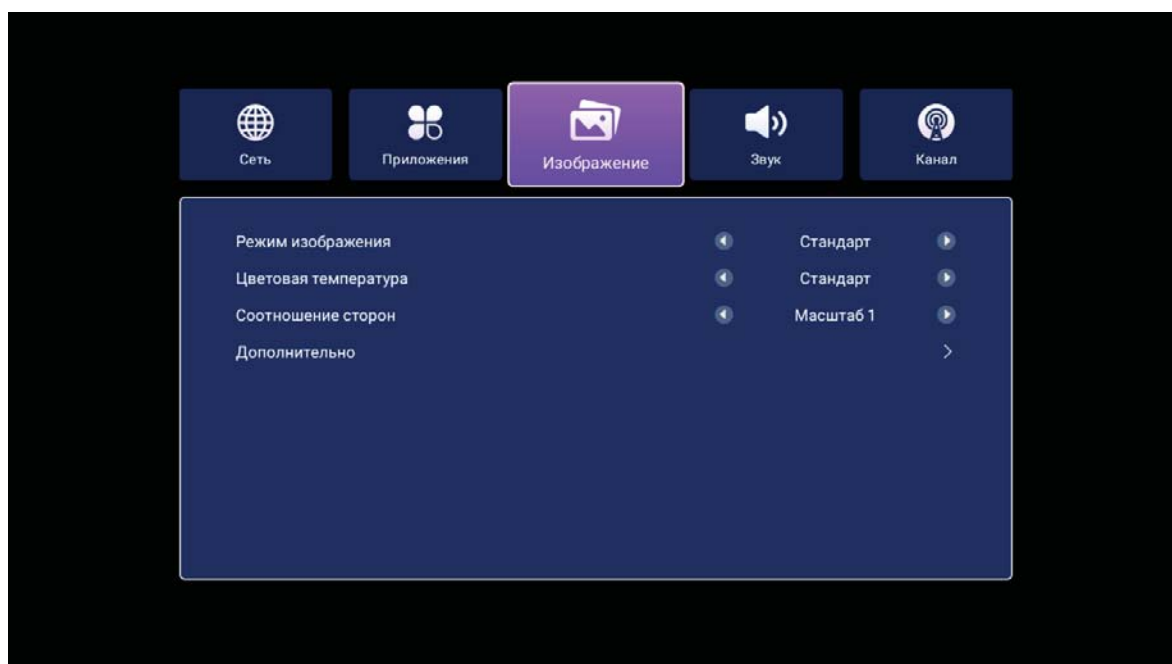 Сеть Приложения Изображение Звук Канал
Режим изображения Стандарт
Цветовая температура Стандарт
Соотношение сторон Масштаб 1
Дополнительно